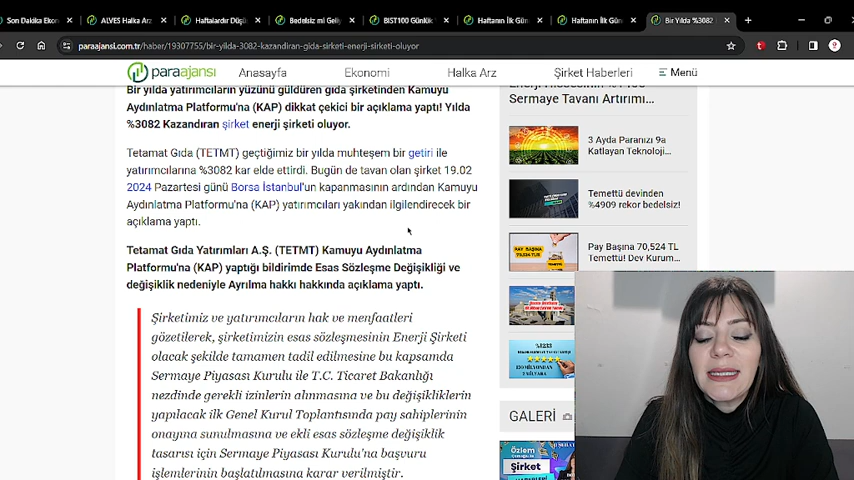 Son Dakika Ekon
ALVES Halka Arz
Haftaiardır Düşü
Bedelsiz mi Geliy
BIST100 Günlük
Haftanın İlk Gün
Haftanın İlk Gün
Bir Yılda %3082
paraajansi.com.tr/haber/19307755/bir-yilda-3082-kazandiran-gida-sirketi-enerji-sirketi-oluyor
paraajansı
Anasayfa
Ekonomi
Halka Arz
Şirket Haberleri
Menü
Bir yılda yatırımcıların yüzünü güldüren gıda şirketinden Kamuyu
Aydınlatma Platformu'na (KAP) dikkat çekici bir açıklama yaptı! Yılda
%3082 Kazandıran şirket enerji şirketi oluyor.
Tetamat Gıda (TETMT) geçtiğimiz bir yılda muhteşem bir getiri ile
yatırımcılarına %3082 kar elde ettirdi. Bugün de tavan olan şirket 19.02
2024 Pazartesi günü Borsa İstanbul'un kapanmasının ardından Kamuyu
Aydınlatma Platformu'na (KAP) yatırımcıları yakından ilgilendirecek bir
açıklama yaptı.
Tetamat Gıda Yatırımları A.Ş. (TETMT) Kamuyu Aydınlatma
Platformu'na (KAP) yaptığı bildirimde Esas Sözleşme Değişikliği ve
değişiklik nedeniyle Ayrılma hakkı hakkında açıklama yaptı.
Şirketimiz ve yatırımcıların hak ve menfaatleri
gözetilerek, şirketimizin esas sözleşmesinin Enerji Şirketi
olacak şekilde tamamen tadil edilmesine bu kapsamda
Sermaye Piyasası Kurulu ile T.C. Ticaret Bakanlığı
nezdinde gerekli izinlerin alınmasına ve bu değişikliklerin
yapılacak ilk Genel Kurul Toplantısında pay sahiplerinin
onayına sunulmasına ve ekli esas sözleşme değişiklik
tasarısı için Sermaye Piyasası Kurulu'na başvuru
işlemlerinin başlatılmasına karar verilmiştir.
Sermaye Tavanı Artırımı...
3 Ayda Paranızı 9a
Katlayan Teknoloji...
Temettü devinden
%4909 rekor bedelsiz!
Pay Başına 70,524 TL
Temettü! Dev Kurum...
GALERİ
Özlem
Şirket